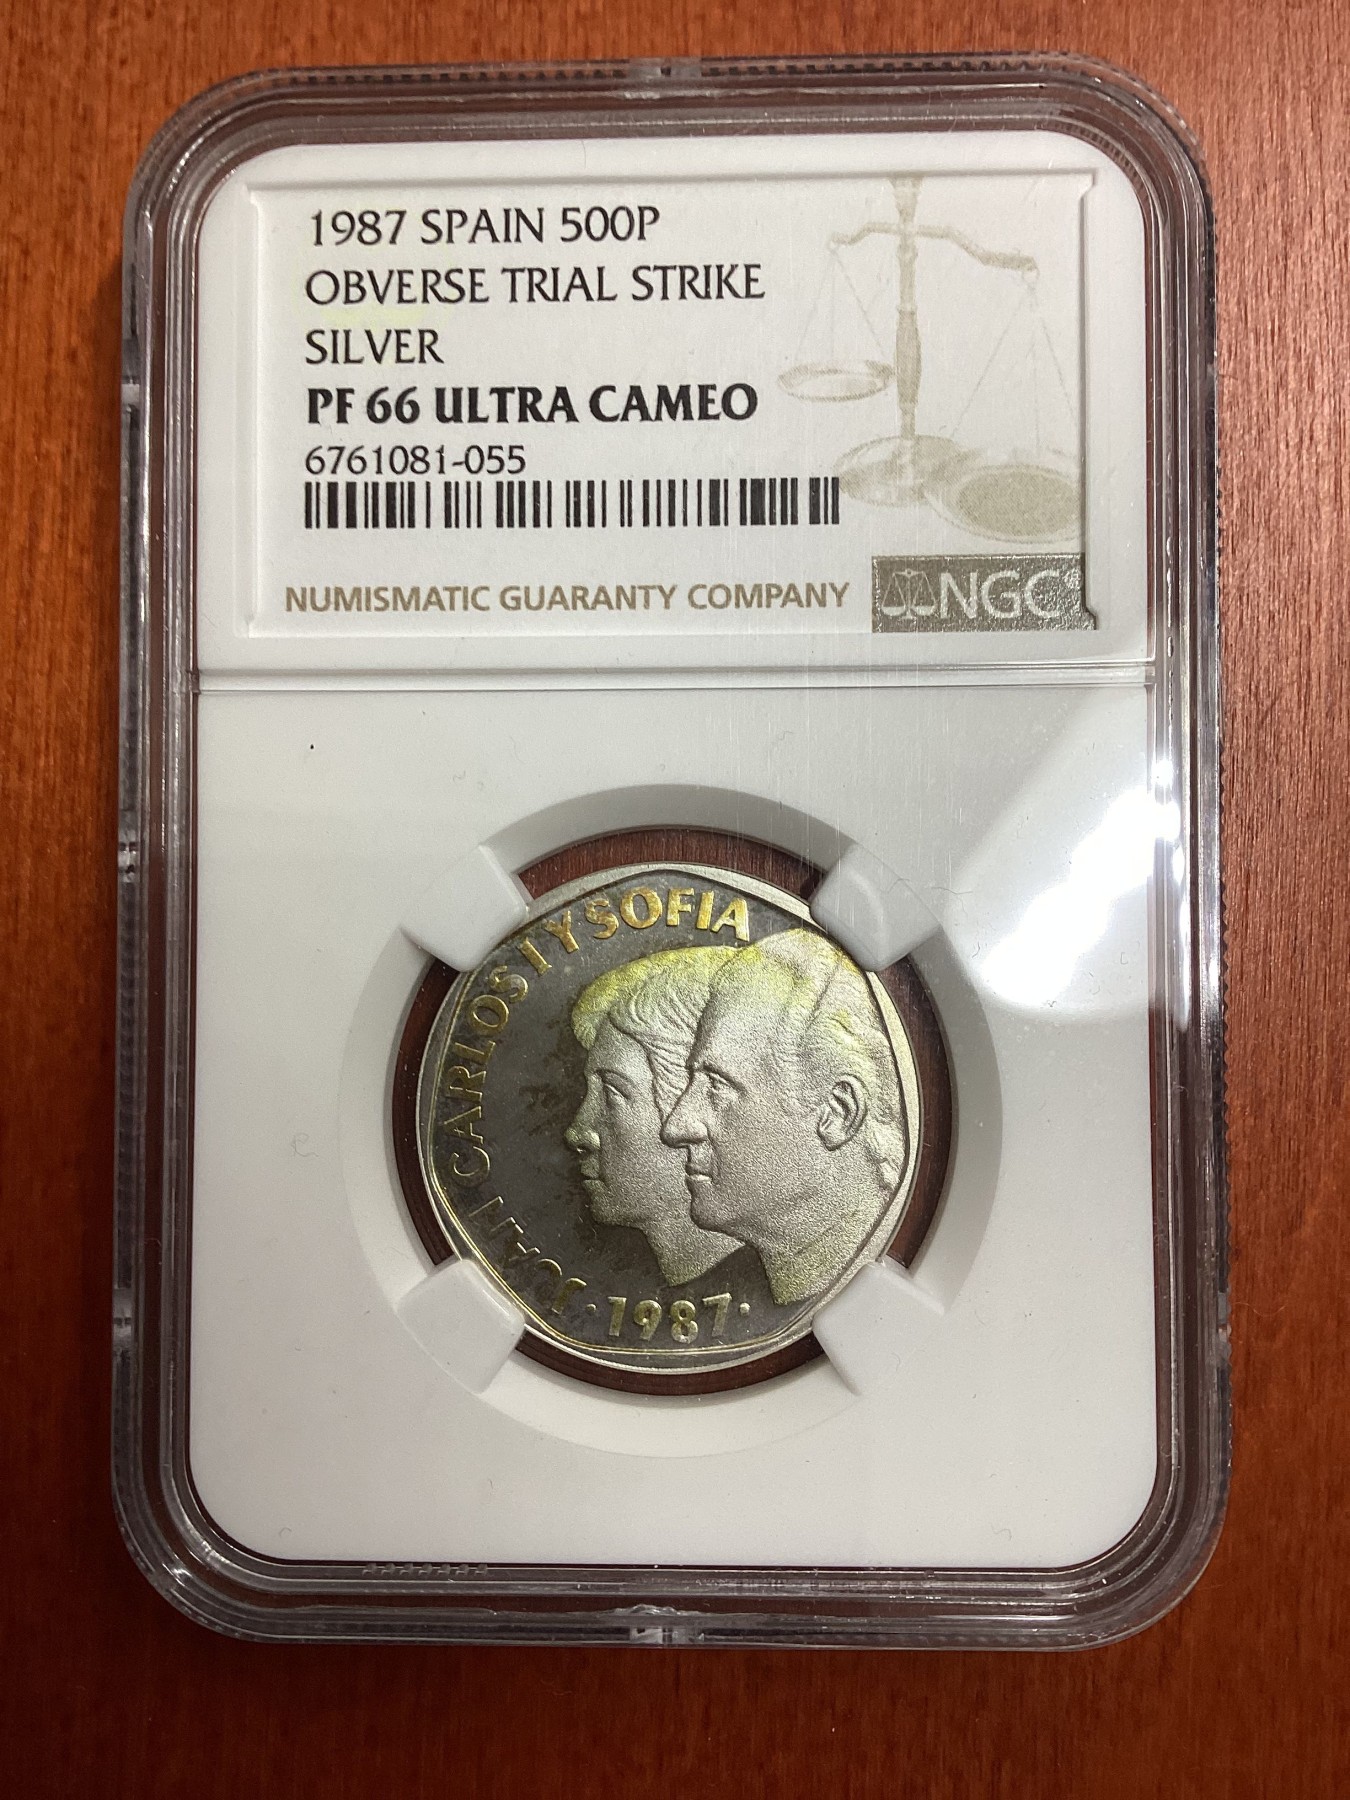 1987 SPAIN 500P
OBVERSE TRIAL STRIKE
SILVER
PF 66 ULTRA CAMEO
6761081-055
NUMISMATIC GUARANTY COMPANY
NGC
JUAN CARLOS I Y SOFIA
·1987·